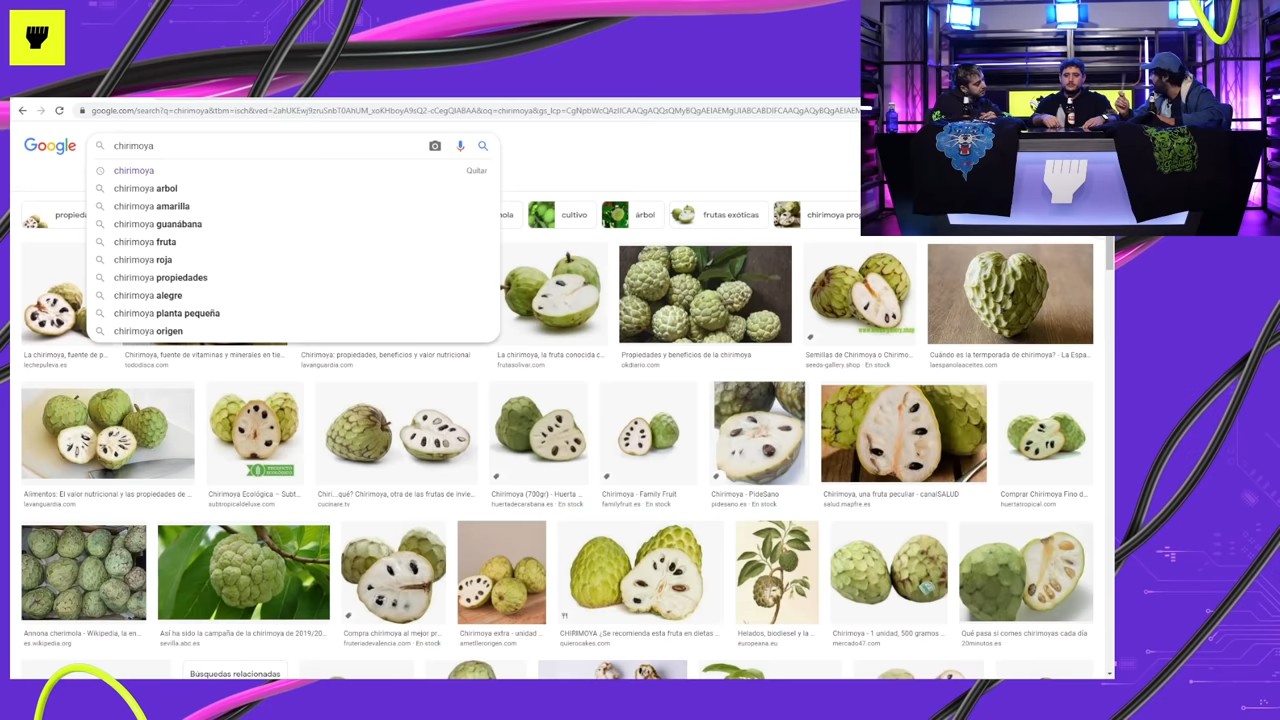 google.com/search?q=chirimoya&tbm=isch&ved=
Google
chirimoya
chirimoya
Quitar
chirimoya arbol
chirimoya amarilla
chirimoya guanábana
chirimoya fruta
chirimoya roja
chirimoya propiedades
chirimoya alegre
chirimoya planta pequeña
chirimoya origen
cultivo
árbol
frutas exóticas
La chirimoya, fuente de p...
Chirimoya, fuente de vitaminas y minerales en tie...
Chirimoya: propiedades, beneficios y valor nutricional
La chirimoya, la fruta conocida c...
Propiedades y beneficios de la chirimoya
Semillas de Chirimoya o Chirimo...
Cuándo es la termporada de chirimoya? - La Espa...
lechepuleva.es
tododisca.com
lavanguardia.com
frutasolivar.com
okdiario.com
seeds-gallery.shop · En stock
laespanolaaceites.com
Alimentos: El valor nutricional y las propiedades de ...
Chirimoya Ecológica – Subt...
Chiri...qué? Chirimoya, otra de las frutas de invie...
Chirimoya (700gr) - Huerta ...
Chirimoya - Family Fruit
Chirimoya - PideSano
Chirimoya, una fruta peculiar - canalSALUD
Comprar Chirimoya Fino d...
lavanguardia.com
subtropicaldeluxe.com
cucinare.tv
huertadecarabana.es · En stock
familyfruit.es · En stock
pidesano.es · En stock
salud.mapfre.es
huertatropical.com
Annona cherimola - Wikipedia, la en...
Así ha sido la campaña de la chirimoya de 2019/20...
Compra chirimoya al mejor pr...
Chirimoya extra - unidad ...
CHIRIMOYA ¿Se recomienda esta fruta en dietas ...
Helados, biodiesel y la ...
Chirimoya - 1 unidad, 500 gramos ...
Qué pasa si comes chirimoyas cada día
es.wikipedia.org
sevilla.abc.es
fruteriadevalencia.com · En stock
ametllerorigen.com
quierocakes.com
europeana.eu
mercado47.com
20minutos.es
Búsquedas relacionadas